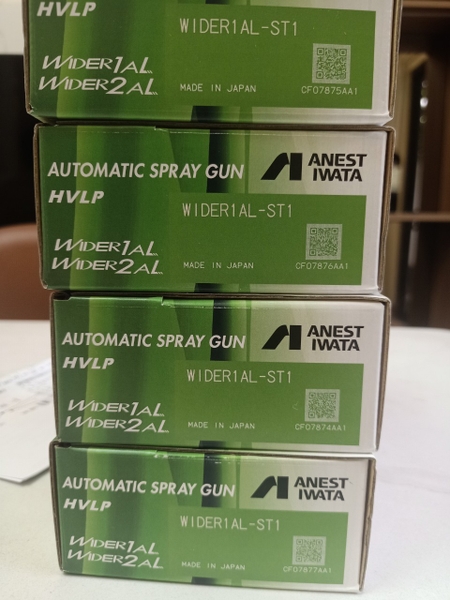 HVLP
WIDER1AL-ST1
WIDER1AL
WIDER2AL
MADE IN JAPAN
CF07875AA1
AUTOMATIC SPRAY GUN
ANEST
IWATA
HVLP
WIDER1AL-ST1
WIDER1AL
WIDER2AL
MADE IN JAPAN
CF07876AA1
AUTOMATIC SPRAY GUN
ANEST
IWATA
HVLP
WIDER1AL-ST1
WIDER1AL
WIDER2AL
MADE IN JAPAN
CF07874AA1
AUTOMATIC SPRAY GUN
ANEST
IWATA
HVLP
WIDER1AL-ST1
WIDER1AL
WIDER2AL
MADE IN JAPAN
CF07877AA1